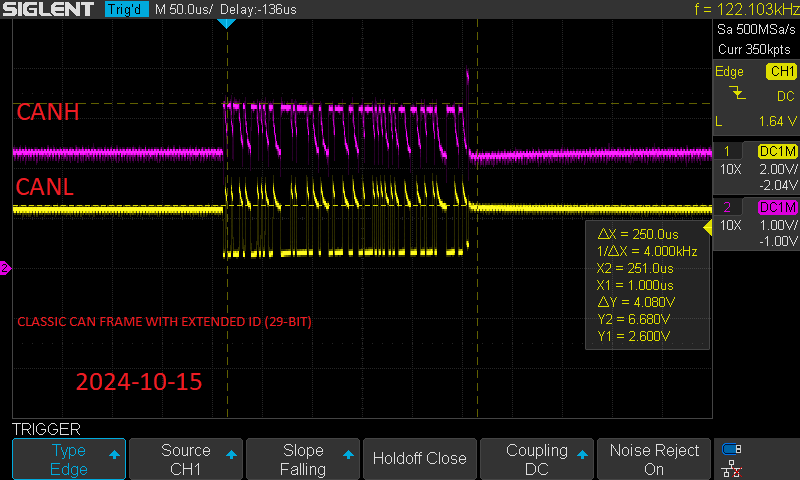 SIGLENT Trig'd M 50.0us/ Delay:-136us f = 122.103kHz
Sa 500MSa/s
Curr 350kpts
Edge CH1
DC
L 1.64 V
1 DC1M
10X 2.00V/
-2.04V
2 DC1M
10X 1.00V/
-1.00V
CANH
CANL
2
ΔX = 250.0us
1/ΔX = 4.000kHz
X2 = 251.0us
X1 = 1.000us
ΔY = 4.080V
Y2 = 6.680V
Y1 = 2.600V
CLASSIC CAN FRAME WITH EXTENDED ID (29-BIT)
2024-10-15
TRIGGER
Type
Edge
Source
CH1
Slope
Falling
Holdoff Close
Coupling
DC
Noise Reject
On